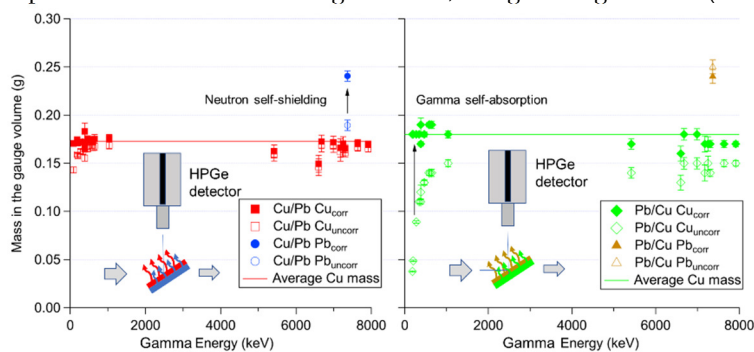 Mass in the gauge volume (g)
0.30
0.25
0.20
0.15
0.10
0.05
0.00
Neutron self-shielding
HPGe
detector
Cu/Pb Cucorr
Cu/Pb Cuuncorr
Cu/Pb Pbcorr
Cu/Pb Pbuncorr
Average Cu mass
0 2000 4000 6000 8000
Gamma Energy (keV)
Gamma self-absorption
HPGe
detector
Pb/Cu Cucorr
Pb/Cu Cuuncorr
Pb/Cu Pbcorr
Pb/Cu Pbuncorr
Average Cu mass
0 2000 4000 6000 8000
Gamma Energy (keV)